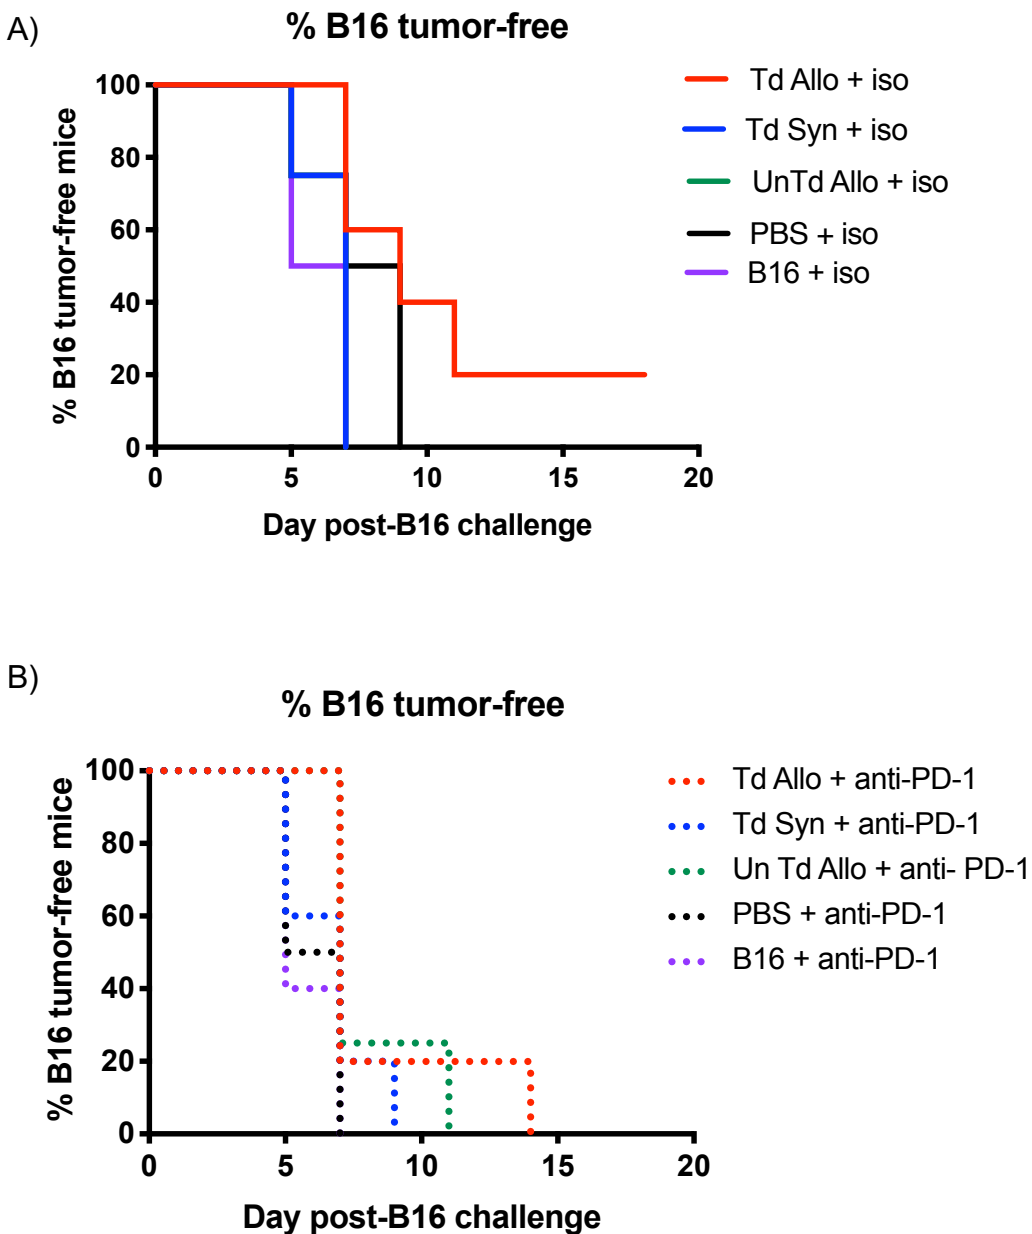 A)
% B16 tumor-free
% B16 tumor-free mice
100
80
60
40
20
0
0 5 10 15 20
Day post-B16 challenge
Td Allo + iso
Td Syn + iso
UnTd Allo + iso
PBS + iso
B16 + iso
B)
% B16 tumor-free
% B16 tumor-free mice
100
80
60
40
20
0
0 5 10 15 20
Day post-B16 challenge
Td Allo + anti-PD-1
Td Syn + anti-PD-1
Un Td Allo + anti- PD-1
PBS + anti-PD-1
B16 + anti-PD-1